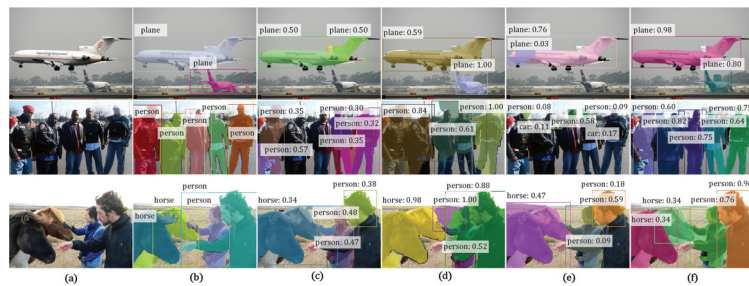 plane
plane
plane: 0.50 plane: 0.50
plane: 0.59
plane: 1.00
plane: 0.76
plane: 0.03
plane: 0.98
plane: 0.80
person person
person person person
person: 0.35 person: 0.30
person: 0.32
person: 0.35
person: 0.57
person: 0.84 person: 1.00
person: 0.61
person: 0.08 person: 0.09
person: 0.58
car: 0.11 car: 0.17
person: 0.60
person: 0.82
person: 0.64
person: 0.75
person
horse person
horse
horse: 0.34 person: 0.38
person: 0.48
person: 0.47
person: 0.88
horse: 0.98 person: 1.00
person: 0.52
person: 0.18
horse: 0.47 person: 0.59
person: 0.09
horse: 0.34 person: 0.76
horse: 0.34
(a) (b) (c) (d) (e) (f)